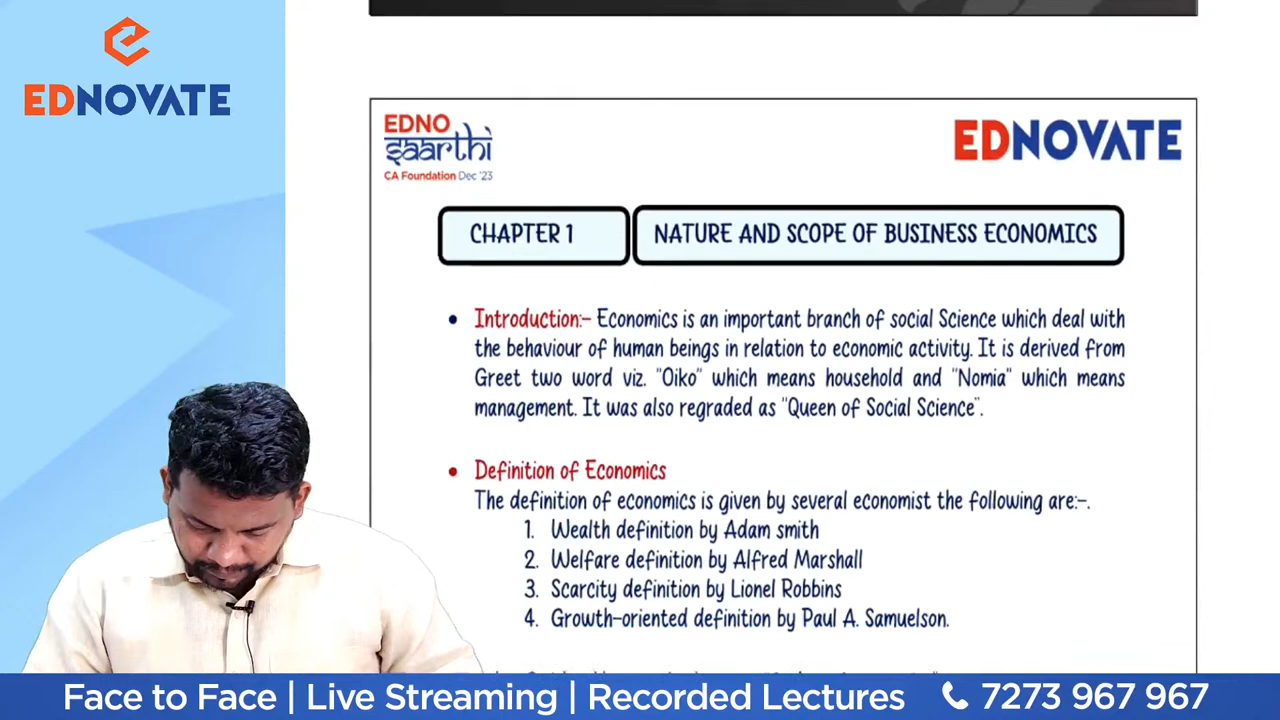 EDNOVATE
EDNO
saarthi
CA Foundation Dec '23
EDNOVATE
CHAPTER 1
NATURE AND SCOPE OF BUSINESS ECONOMICS
• Introduction:- Economics is an important branch of social Science which deal with
the behaviour of human beings in relation to economic activity. It is derived from
Greet two word viz. "Oiko" which means household and "Nomia" which means
management. It was also regraded as "Queen of Social Science".
• Definition of Economics
The definition of economics is given by several economist the following are:-.
1. Wealth definition by Adam smith
2. Welfare definition by Alfred Marshall
3. Scarcity definition by Lionel Robbins
4. Growth-oriented definition by Paul A. Samuelson.
Face to Face | Live Streaming | Recorded Lectures 7273 967 967